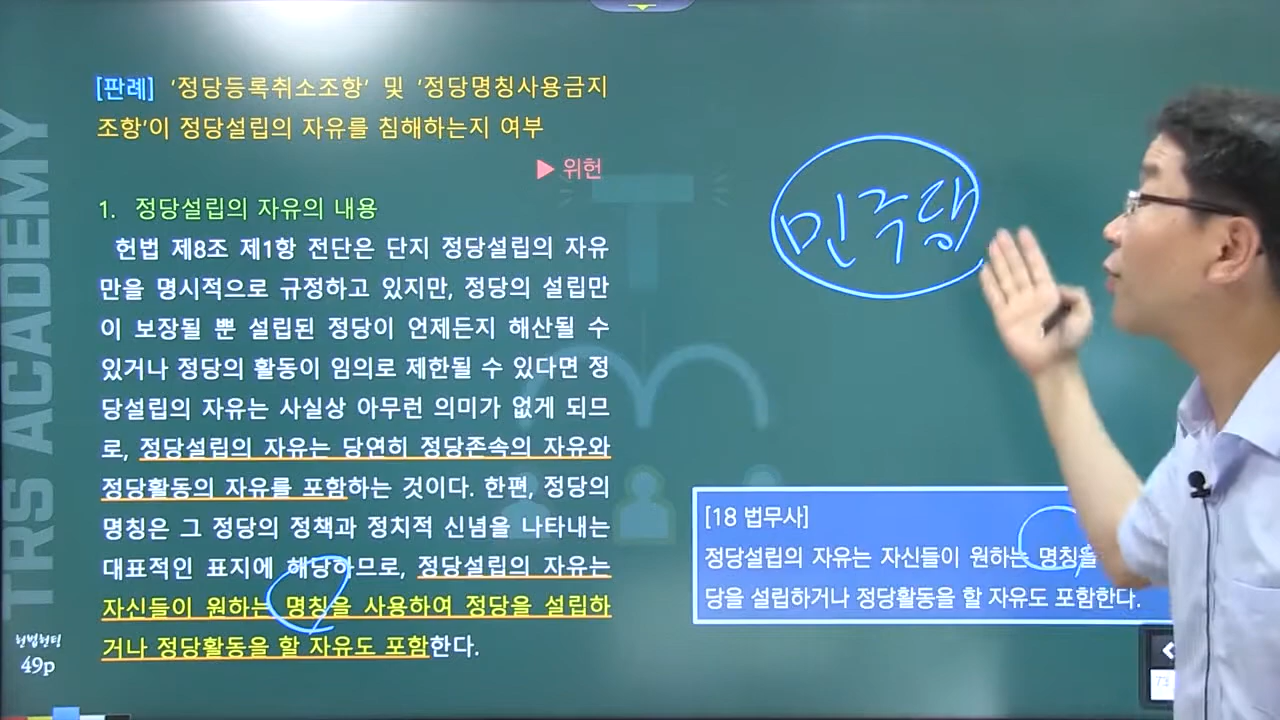 [판례] '정당등록취소조항' 및 '정당명칭사용금지
조항'이 정당설립의 자유를 침해하는지 여부
▶ 위헌
1. 정당설립의 자유의 내용
헌법 제8조 제1항 전단은 단지 정당설립의 자유
만을 명시적으로 규정하고 있지만, 정당의 설립만
이 보장될 뿐 설립된 정당이 언제든지 해산될 수
있거나 정당의 활동이 임의로 제한될 수 있다면 정
당설립의 자유는 사실상 아무런 의미가 없게 되므
로, 정당설립의 자유는 당연히 정당존속의 자유와
정당활동의 자유를 포함하는 것이다. 한편, 정당의
명칭은 그 정당의 정책과 정치적 신념을 나타내는
대표적인 표지에 해당하므로, 정당설립의 자유는
자신들이 원하는 명칭을 사용하여 정당을 설립하
거나 정당활동을 할 자유도 포함한다.
민주당
[18 법무사]
정당설립의 자유는 자신들이 원하는 명칭을
당을 설립하거나 정당활동을 할 자유도 포함한다.
TRS ACADEMY
헌법헌팅
49p
73